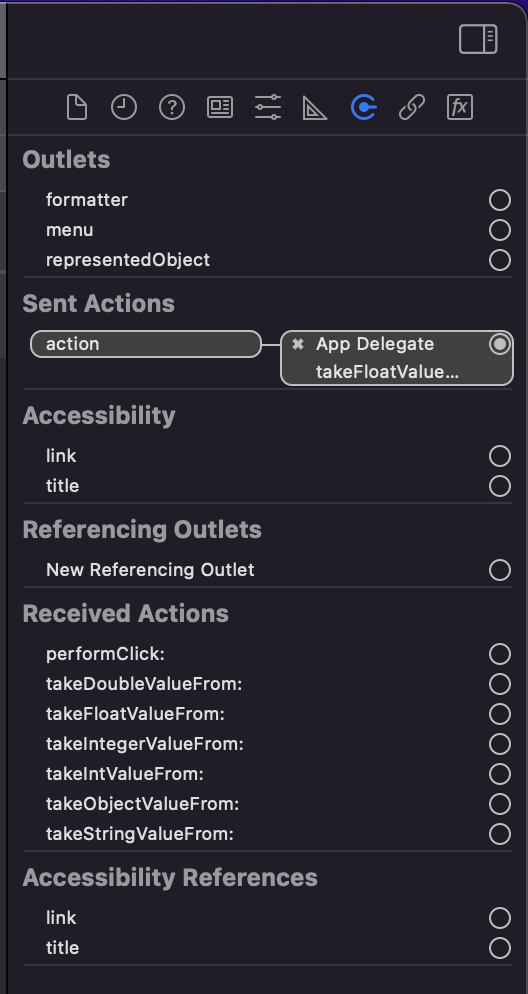 Outlets
formatter
menu
representedObject
Sent Actions
action
✖ App Delegate
takeFloatValue...
Accessibility
link
title
Referencing Outlets
New Referencing Outlet
Received Actions
performClick:
takeDoubleValueFrom:
takeFloatValueFrom:
takeIntegerValueFrom:
takeIntValueFrom:
takeObjectValueFrom:
takeStringValueFrom:
Accessibility References
link
title